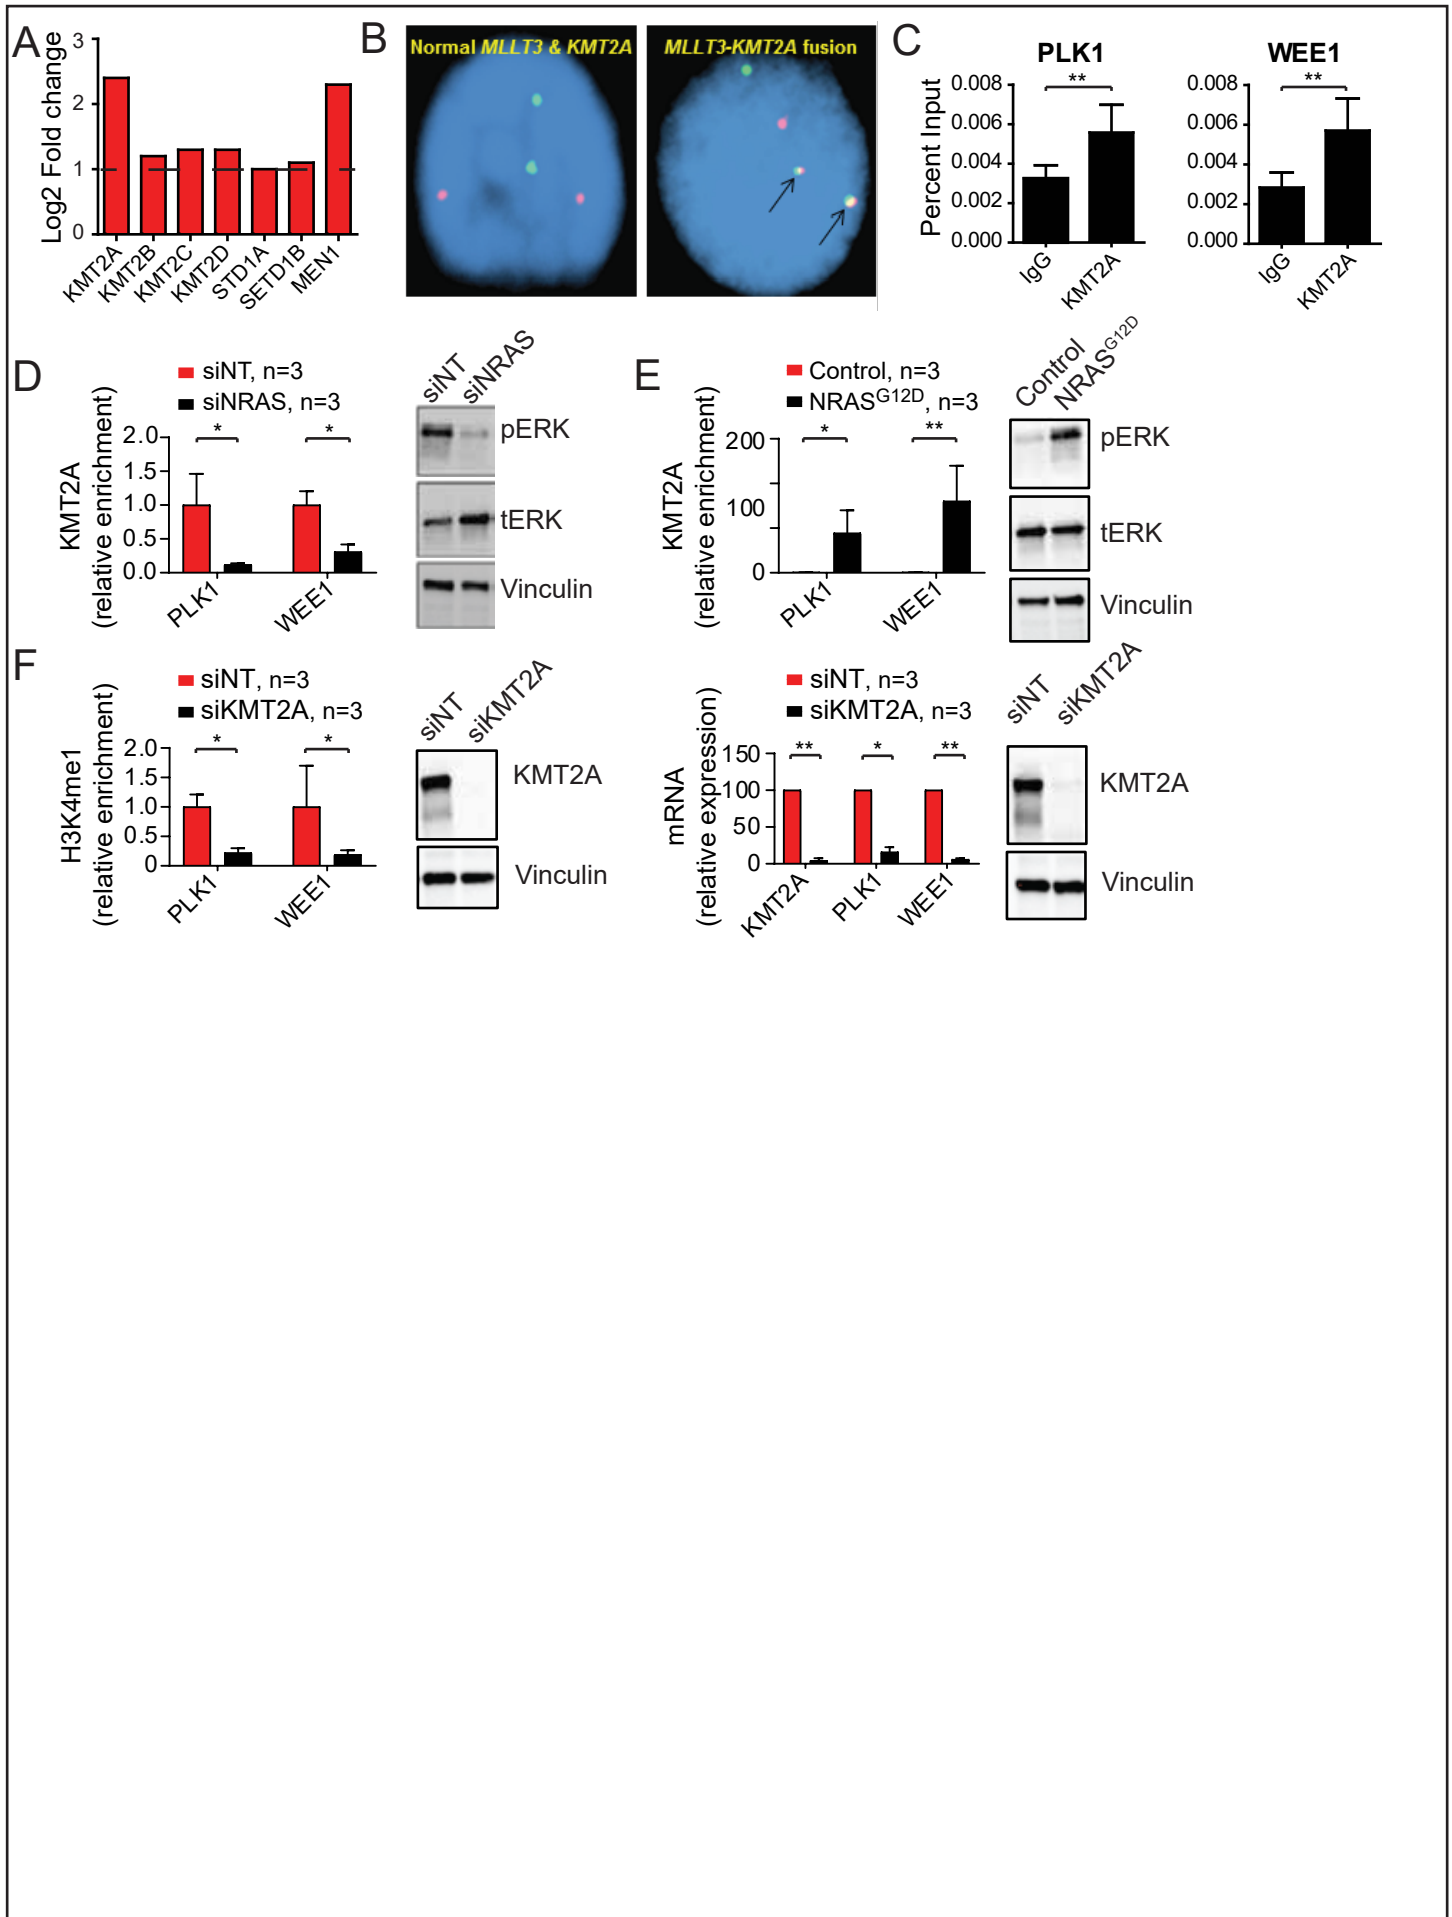 A
Log2 Fold change
3
2
1
0
KMT2A
KMT2B
KMT2C
KMT2D
STD1A
SETD1B
MEN1
B
Normal MLLT3 & KMT2A
MLLT3-KMT2A fusion
C
PLK1
Percent Input
0.008
0.006
0.004
0.002
0.000
**
IgG
KMT2A
WEE1
0.008
0.006
0.004
0.002
0.000
**
IgG
KMT2A
D
siNT, n=3
siNRAS, n=3
KMT2A
(relative enrichment)
2.0
1.5
1.0
0.5
0.0
*
*
PLK1
WEE1
siNT
siNRAS
pERK
tERK
Vinculin
E
Control, n=3
NRASG12D, n=3
KMT2A
(relative enrichment)
200
100
0
*
**
PLK1
WEE1
Control
NRASG12D
pERK
tERK
Vinculin
F
siNT, n=3
siKMT2A, n=3
H3K4me1
(relative enrichment)
2.0
1.5
1.0
0.5
0
*
*
PLK1
WEE1
siNT
siKMT2A
KMT2A
Vinculin
siNT, n=3
siKMT2A, n=3
mRNA
(relative expression)
150
100
50
0
**
*
**
KMT2A
PLK1
WEE1
siNT
siKMT2A
KMT2A
Vinculin